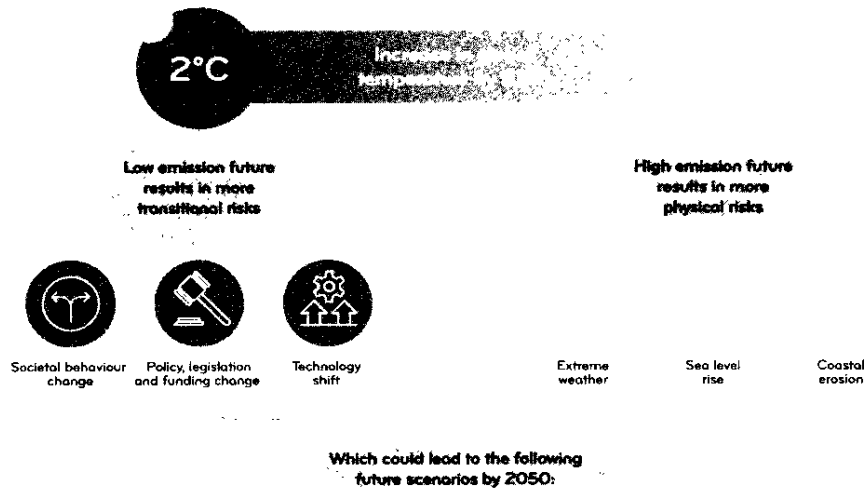 2°C
Increase in
Low emission future
results in more
transitional risks
High emission future
results in more
physical risks
Societal behaviour
change
Policy, legislation
and funding change
Technology
shift
Extreme
weather
Sea level
rise
Coastal
erosion
Which could lead to the following
future scenarios by 2050: